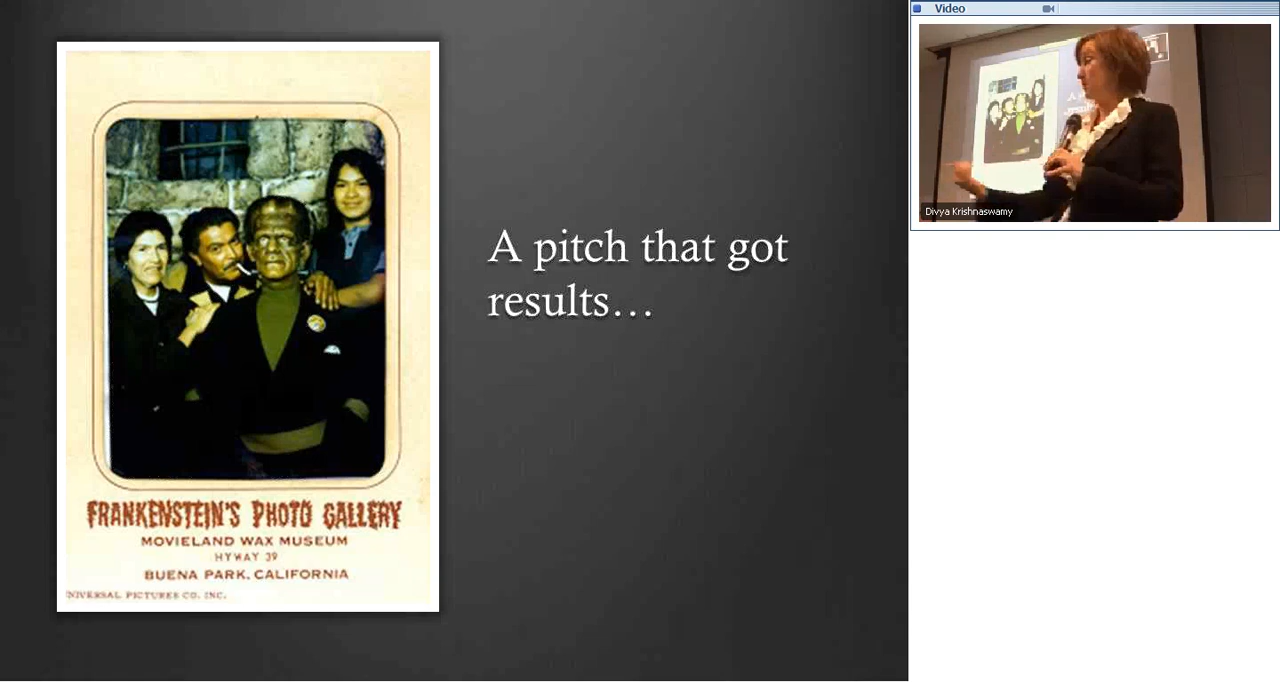 A pitch that got
results…
FRANKENSTEIN'S PHOTO GALLERY
MOVIELAND WAX MUSEUM
HYWAY 39
BUENA PARK, CALIFORNIA
NIVERSAL PICTURES CO. INC.
Video
Divya Krishnaswamy